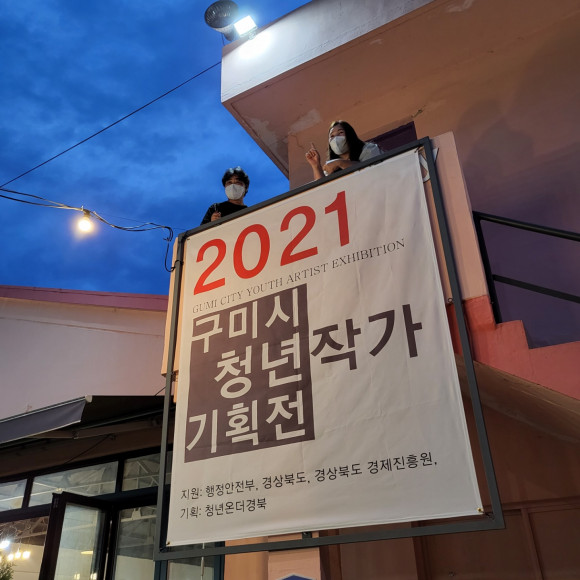 2021
GUMI CITY YOUTH ARTIST EXHIBITION
구미시
청년작가
기획전
지원: 행정안전부, 경상북도, 경상북도 경제진흥원,
기획: 청년온더경북